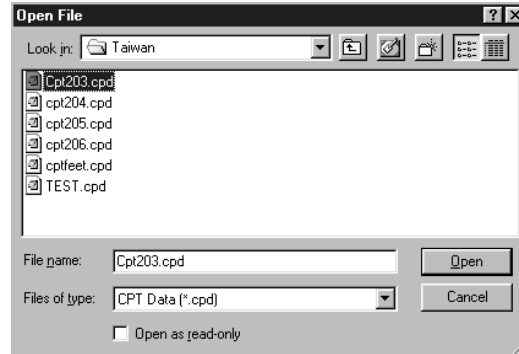 Open File
Look in: Taiwan
Cpt203.cpd
cpt204.cpd
cpt205.cpd
cpt206.cpd
cptfeet.cpd
TEST.cpd
File name: Cpt203.cpd Open
Files of type: CPT Data (*.cpd) Cancel
Open as read-only